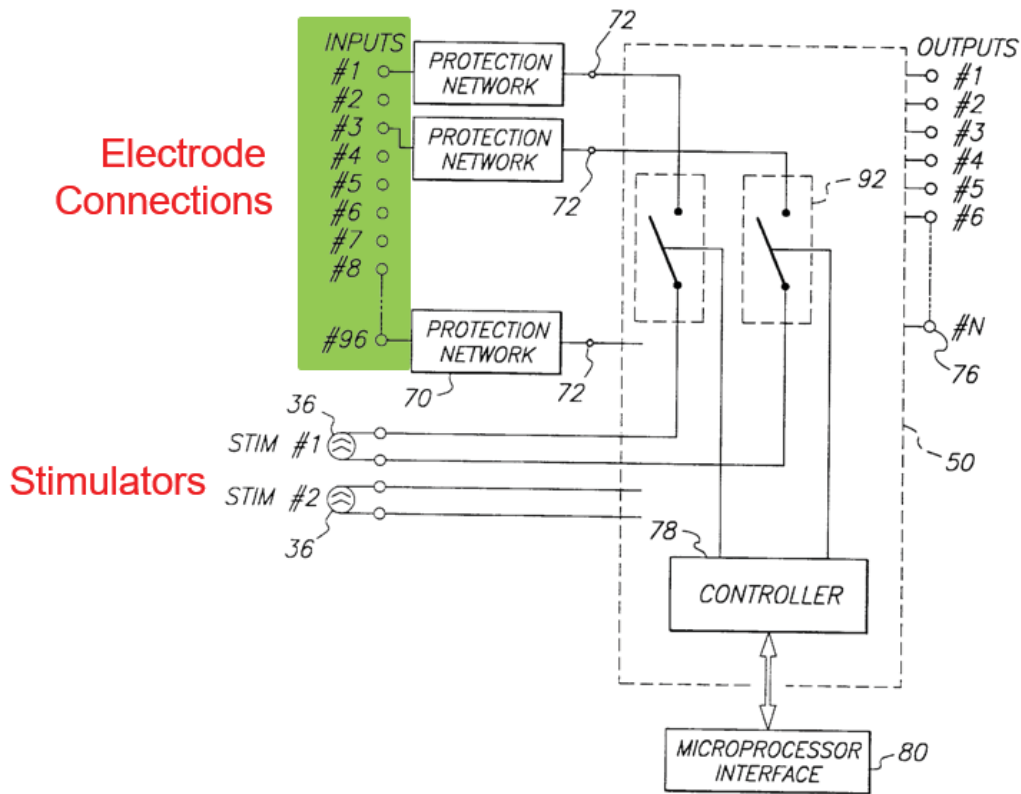 72
INPUTS
OUTPUTS
#1
#2
#3
#4
#5
#6
#7
#8
#96
PROTECTION
NETWORK
PROTECTION
NETWORK
72
92
PROTECTION
NETWORK
70
72
#1
#2
#3
#4
#5
#6
#N
76
Electrode
Connections
36
STIM #1
STIM #2
36
Stimulators
50
78
CONTROLLER
MICROPROCESSOR
INTERFACE
80